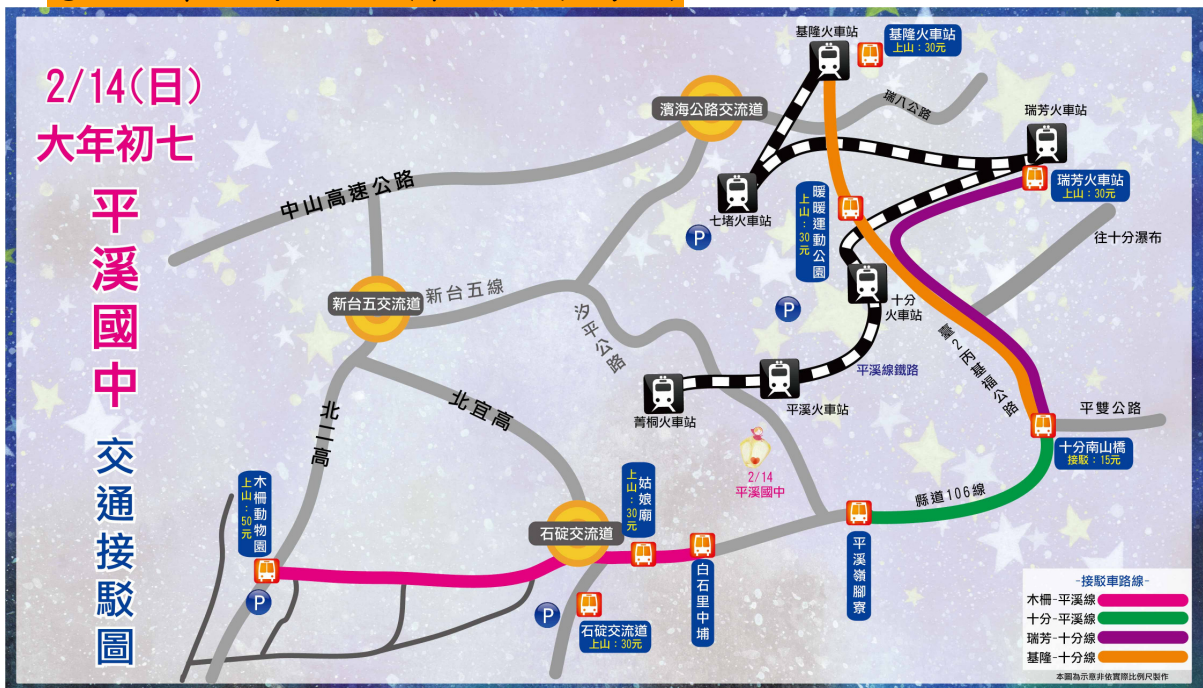 2/14(日)
大年初七
平溪國中
交通接駁圖
基隆火車站
基隆火車站
上山：30元
濱海公路交流道
瑞八公路
瑞芳火車站
瑞芳火車站
上山：30元
中山高速公路
七堵火車站
P
暖暖運動公園
上山：30元
往十分瀑布
新台五交流道
新台五線
十分
火車站
P
汐平公路
臺2丙基福公路
平溪線鐵路
平溪火車站
菁桐火車站
北二高
北宜高
平雙公路
十分南山橋
接駁：15元
2/14
平溪國中
縣道106線
木柵動物園
上山：50元
姑娘廟
上山：30元
石碇交流道
白石里中埔
平溪嶺腳寮
P
P
石碇交流道
上山：30元
-接駁車路線-
木柵-平溪線
十分-平溪線
瑞芳-十分線
基隆-十分線
本圖為示意非依實際比例尺製作